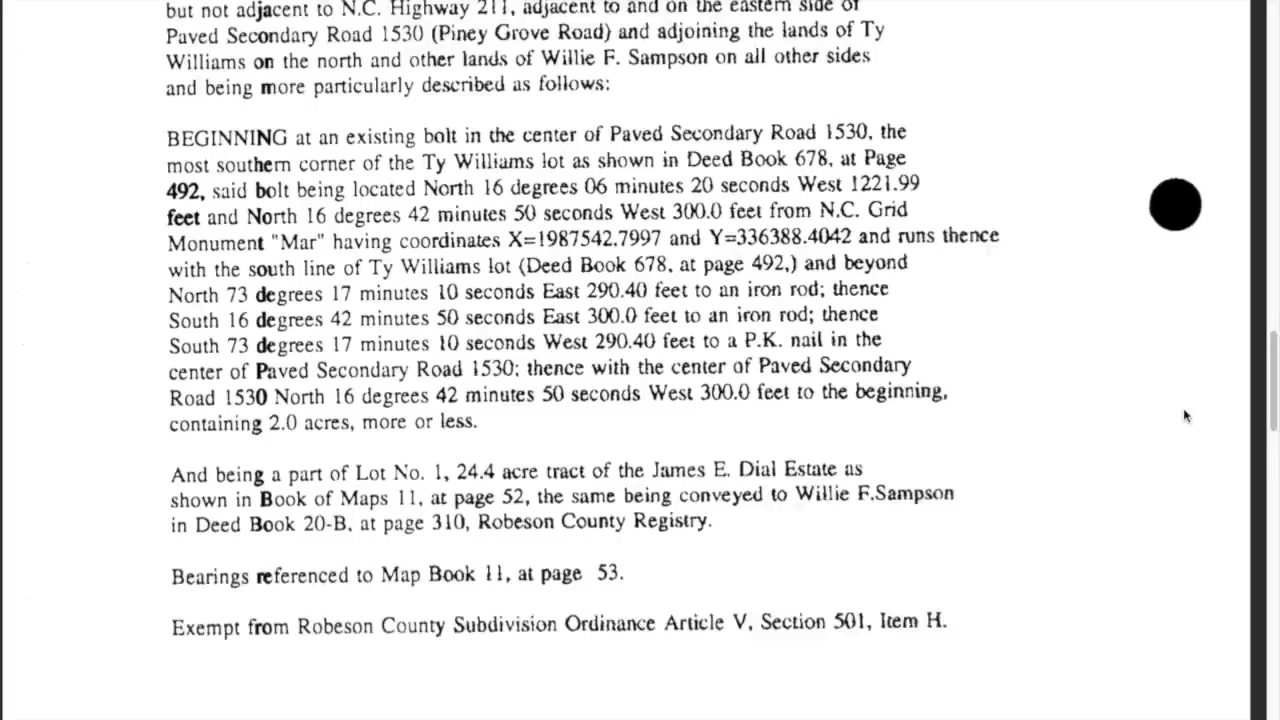 but not adjacent to N.C. Highway 211, adjacent to and on the eastern side of
Paved Secondary Road 1530 (Piney Grove Road) and adjoining the lands of Ty
Williams on the north and other lands of Willie F. Sampson on all other sides
and being more particularly described as follows:
BEGINNING at an existing bolt in the center of Paved Secondary Road 1530, the
most southern corner of the Ty Williams lot as shown in Deed Book 678, at Page
492, said bolt being located North 16 degrees 06 minutes 20 seconds West 1221.99
feet and North 16 degrees 42 minutes 50 seconds West 300.0 feet from N.C. Grid
Monument "Mar" having coordinates X=1987542.7997 and Y=336388.4042 and runs thence
with the south line of Ty Williams lot (Deed Book 678, at page 492,) and beyond
North 73 degrees 17 minutes 10 seconds East 290.40 feet to an iron rod; thence
South 16 degrees 42 minutes 50 seconds East 300.0 feet to an iron rod; thence
South 73 degrees 17 minutes 10 seconds West 290.40 feet to a P.K. nail in the
center of Paved Secondary Road 1530; thence with the center of Paved Secondary
Road 1530 North 16 degrees 42 minutes 50 seconds West 300.0 feet to the beginning,
containing 2.0 acres, more or less.
And being a part of Lot No. 1, 24.4 acre tract of the James E. Dial Estate as
shown in Book of Maps 11, at page 52, the same being conveyed to Willie F.Sampson
in Deed Book 20-B, at page 310, Robeson County Registry.
Bearings referenced to Map Book 11, at page 53.
Exempt from Robeson County Subdivision Ordinance Article V, Section 501, Item H.